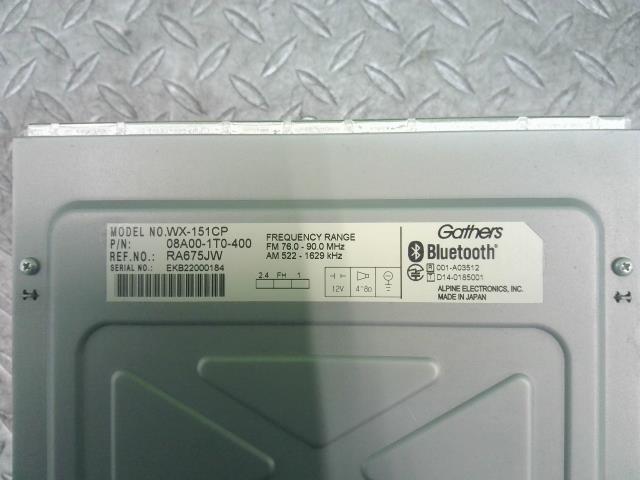 MODEL NO. WX-151CP
P/N: 08A00-1T0-400
REF.NO.: RA675JW
SERIAL NO.: EKB22000184
FREQUENCY RANGE
FM 76.0 - 90.0 MHz
AM 522 - 1629 kHz
2.4 FH 1
12V 4~8Ω
Gathers
Bluetooth®
R 001-A03512
T D14-0185001
ALPINE ELECTRONICS, INC.
MADE IN JAPAN